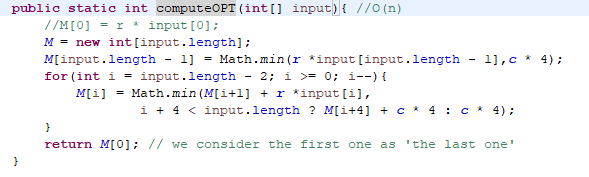 public static int computeOPT(int[] input){ //O(n)
//M[0] = r * input[0];
M = new int[input.length];
M[input.length - 1] = Math.min(r *input[input.length - 1],c * 4);
for(int i = input.length - 2; i >= 0; i--){
M[i] = Math.min(M[i+1] + r *input[i],
i + 4 < input.length ? M[i+4] + c * 4 : c * 4);
}
return M[0]; // we consider the first one as 'the last one'
}